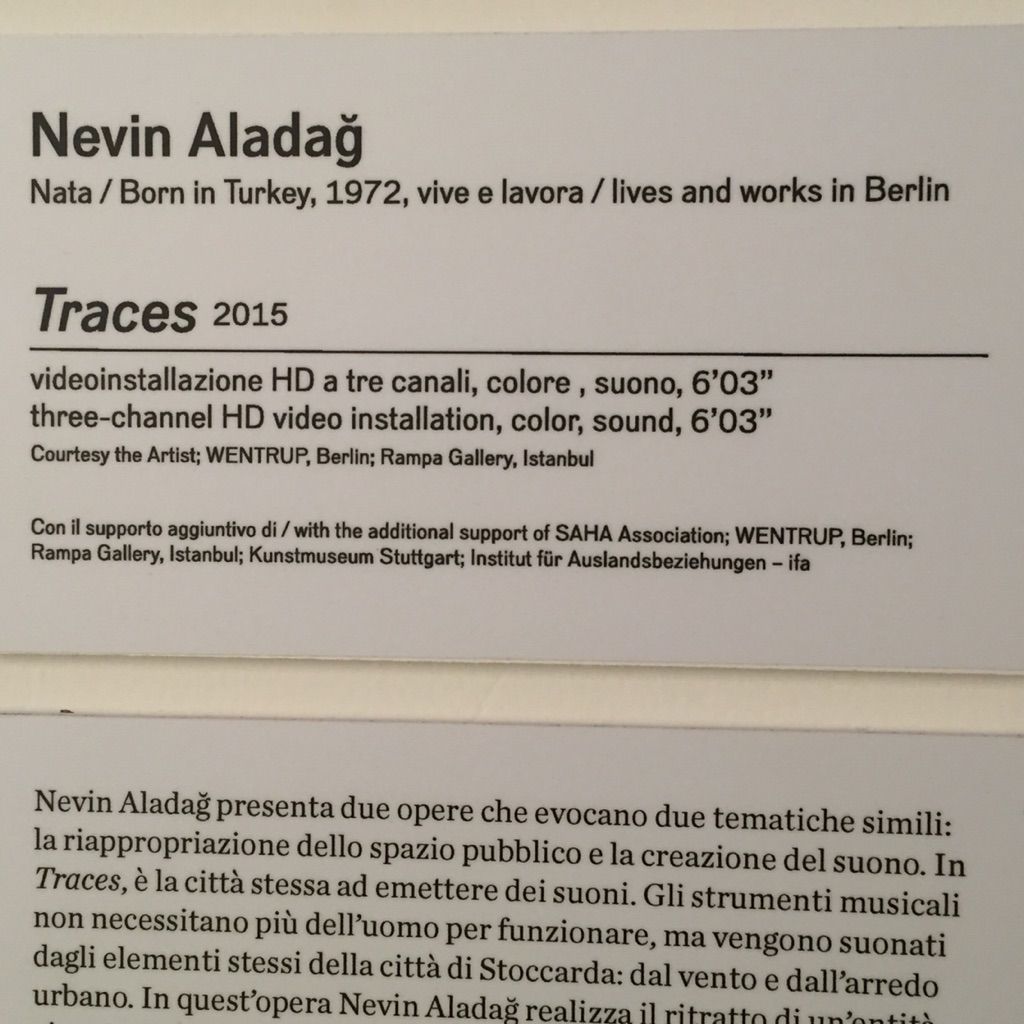 Nevin Aladağ
Nata / Born in Turkey, 1972, vive e lavora / lives and works in Berlin
Traces 2015
videoinstallazione HD a tre canali, colore , suono, 6’03”
three-channel HD video installation, color, sound, 6’03”
Courtesy the Artist; WENTRUP, Berlin; Rampa Gallery, Istanbul
Con il supporto aggiuntivo di / with the additional support of SAHA Association; WENTRUP, Berlin;
Rampa Gallery, Istanbul; Kunstmuseum Stuttgart; Institut für Auslandsbeziehungen – ifa
Nevin Aladağ presenta due opere che evocano due tematiche simili:
la riappropriazione dello spazio pubblico e la creazione del suono. In
Traces, è la città stessa ad emettere dei suoni. Gli strumenti musicali
non necessitano più dell’uomo per funzionare, ma vengono suonati
dagli elementi stessi della città di Stoccarda: dal vento e dall’arredo
urbano. In quest’opera Nevin Aladağ realizza il ritratto di un’entità